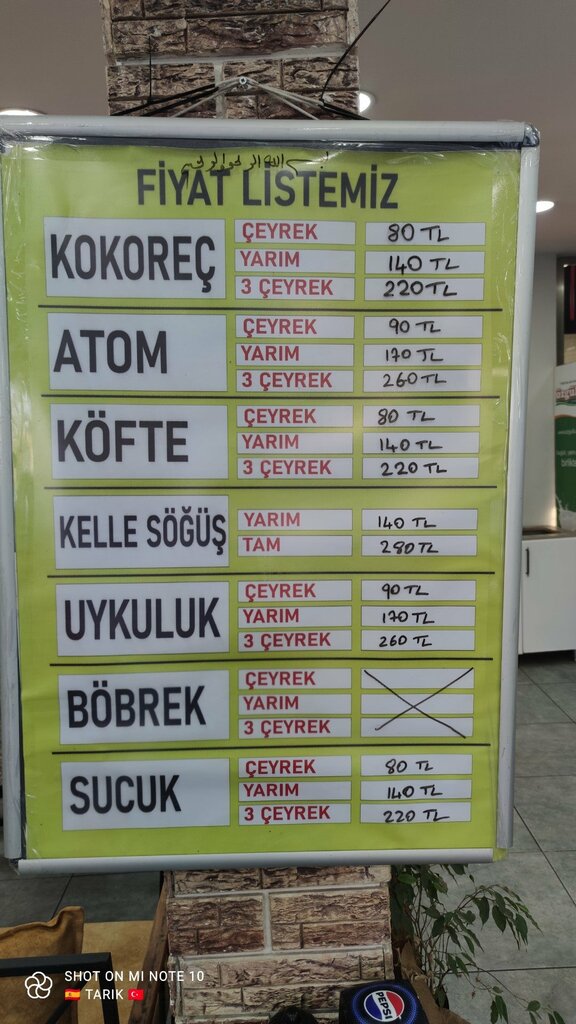 بسم الله الرحمن الرحيم
FİYAT LİSTEMİZ
KOKOREÇ
ÇEYREK 80 TL
YARIM 140 TL
3 ÇEYREK 220 TL
ATOM
ÇEYREK 90 TL
YARIM 170 TL
3 ÇEYREK 260 TL
KÖFTE
ÇEYREK 80 TL
YARIM 140 TL
3 ÇEYREK 220 TL
KELLE SÖĞÜŞ
YARIM 140 TL
TAM 280 TL
UYKULUK
ÇEYREK 90 TL
YARIM 170 TL
3 ÇEYREK 260 TL
BÖBREK
ÇEYREK
YARIM
3 ÇEYREK
SUCUK
ÇEYREK 80 TL
YARIM 140 TL
3 ÇEYREK 220 TL
PEPSI
SHOT ON MI NOTE 10
TARIK